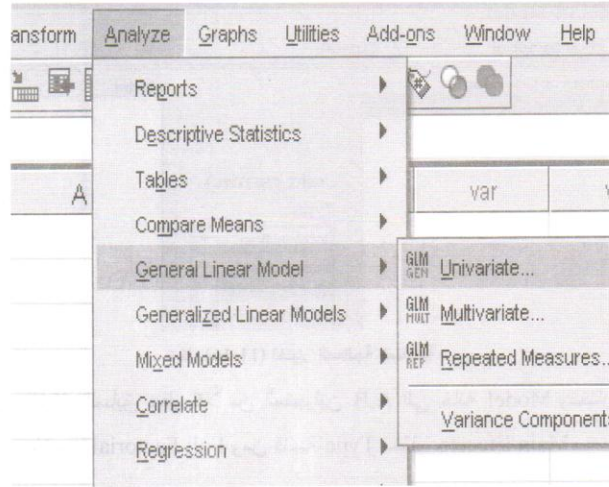 ansform Analyze Graphs Utilities Add-ons Window Help
Reports
Descriptive Statistics
Tables
A
var
Compare Means
General Linear Model
GLM GEN Univariate...
Generalized Linear Models
GLM MULT Multivariate...
Mixed Models
GLM REP Repeated Measures...
Correlate
Variance Components
Regression